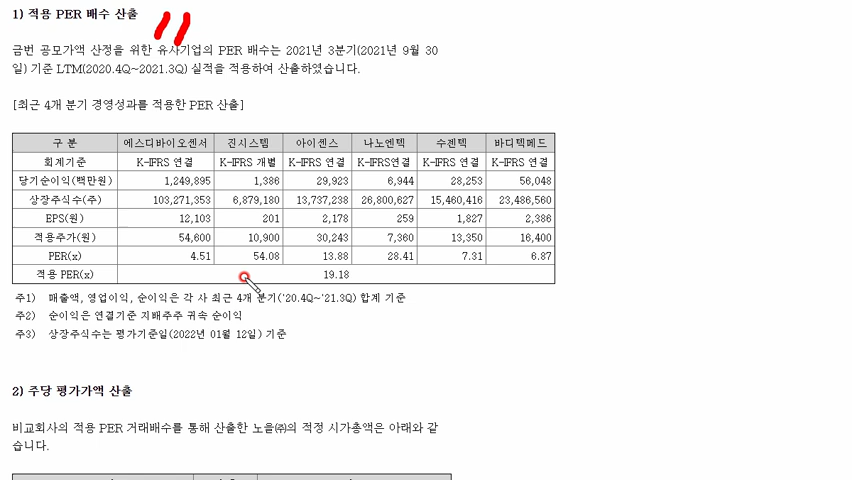 1) 적용 PER 배수 산출
금번 공모가액 산정을 위한 유사기업의 PER 배수는 2021년 3분기(2021년 9월 30
일) 기준 LTM(2020.4Q~2021.3Q) 실적을 적용하여 산출하였습니다.
[최근 4개 분기 경영성과를 적용한 PER 산출]
구 분 에스디바이오센서 진시스템 아이센스 나노엔텍 수젠텍 바디텍메드
회계기준 K-IFRS 연결 K-IFRS 개별 K-IFRS 연결 K-IFRS연결 K-IFRS 연결 K-IFRS 연결
당기순이익(백만원) 1,249,895 1,386 29,923 6,944 28,253 56,048
상장주식수(주) 103,271,353 6,879,180 13,737,238 26,800,627 15,460,416 23,486,560
EPS(원) 12,103 201 2,178 259 1,827 2,386
적용주가(원) 54,600 10,900 30,243 7,360 13,350 16,400
PER(x) 4.51 54.08 13.88 28.41 7.31 6.87
적용 PER(x) 19.18
주1) 매출액, 영업이익, 순이익은 각 사 최근 4개 분기('20.4Q~'21.3Q) 합계 기준
주2) 순이익은 연결기준 지배주주 귀속 순이익
주3) 상장주식수는 평가기준일(2022년 01월 12일) 기준
2) 주당 평가가액 산출
비교회사의 적용 PER 거래배수를 통해 산출한 노을㈜의 적정 시가총액은 아래와 같
습니다.